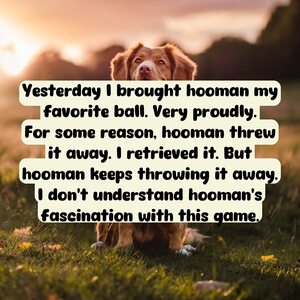 Yesterday I brought hooman my
favorite ball. Very proudly.
For some reason, hooman threw
it away. I retrieved it. But
hooman keeps throwing it away.
I don't understand hooman's
fascination with this game.